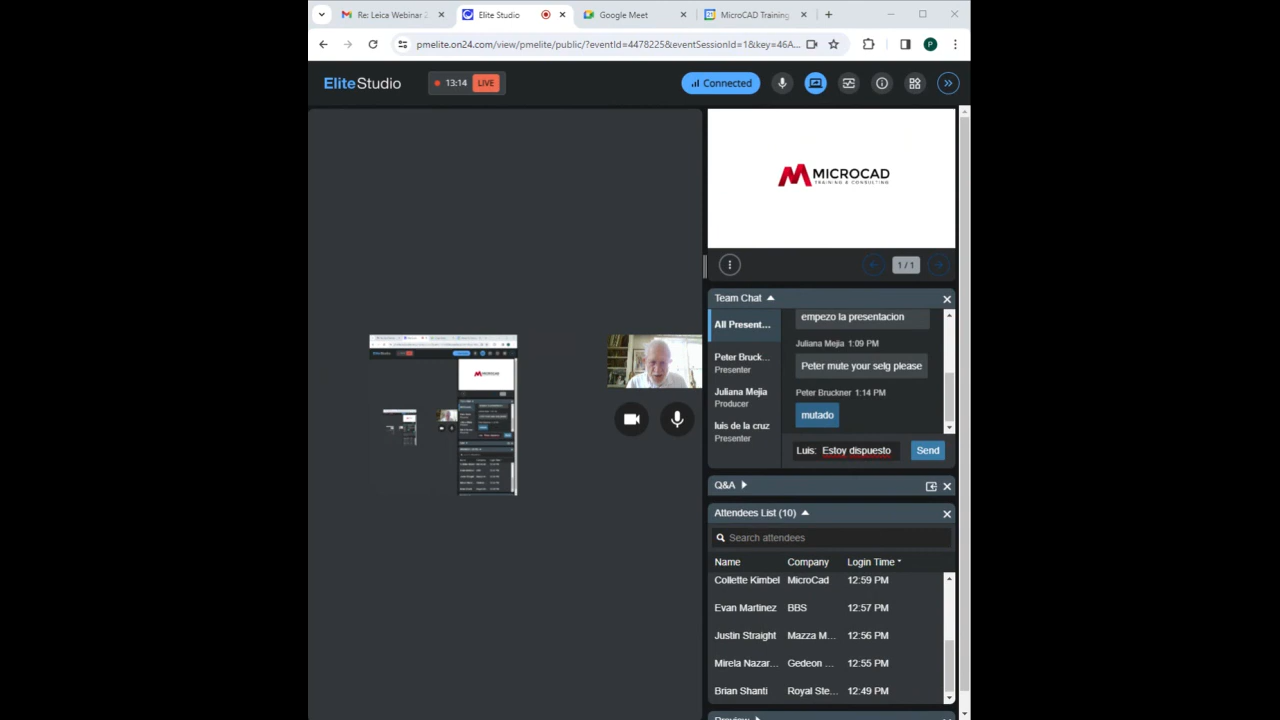 Re: Leica Webinar 2
Elite Studio
Google Meet
MicroCAD Training
pmelite.on24.com/view/pmelite/public/?eventId=4478225&eventSessionId=1&key=46A...
P
EliteStudio
13:14 LIVE
Connected
MICROCAD
TRAINING & CONSULTING
1 / 1
Team Chat
All Present...
Peter Bruck...
Presenter
Juliana Mejia
Producer
luis de la cruz
Presenter
empezo la presentacion
Juliana Mejia 1:09 PM
Peter mute your selg please
Peter Bruckner 1:14 PM
mutado
Luis: Estoy dispuesto
Send
Q&A
Attendees List (10)
Search attendees
Name Company Login Time
Collette Kimbel MicroCad 12:59 PM
Evan Martinez BBS 12:57 PM
Justin Straight Mazza M... 12:56 PM
Mirela Nazar... Gedeon ... 12:55 PM
Brian Shanti Royal Ste... 12:49 PM